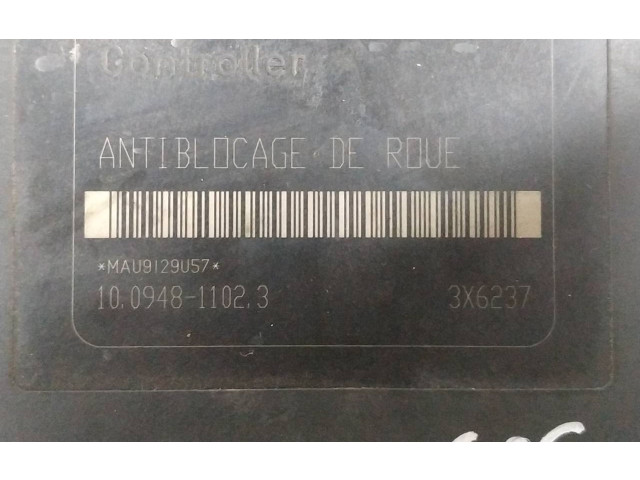 Controller
ANTIBLOCAGE DE ROUE
*MAU9129U57*
10.0948-1102.3 3X6237